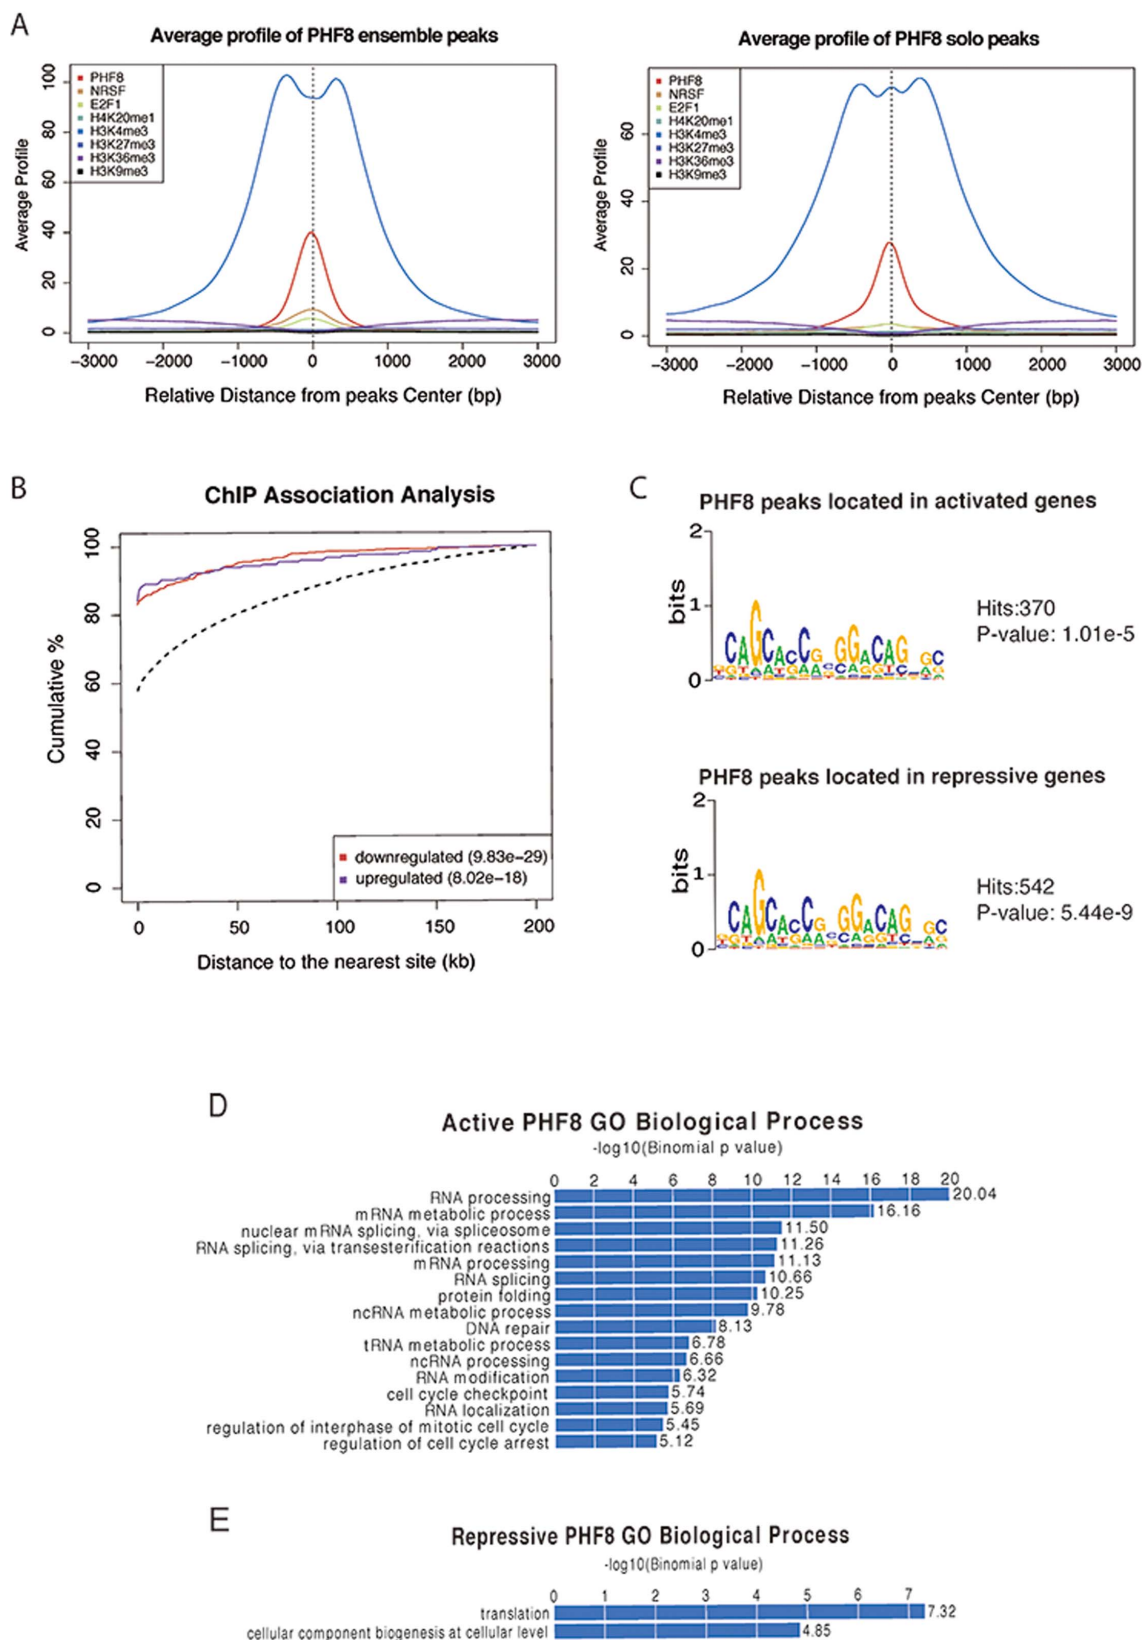 A
Average profile of PHF8 ensemble peaks
Average Profile
100
80
60
40
20
0
PHF8
NRSF
E2F1
H4K20me1
H3K4me3
H3K27me3
H3K36me3
H3K9me3
−3000 −2000 −1000 0 1000 2000 3000
Relative Distance from peaks Center (bp)
Average profile of PHF8 solo peaks
Average Profile
60
40
20
0
PHF8
NRSF
E2F1
H4K20me1
H3K4me3
H3K27me3
H3K36me3
H3K9me3
−3000 −2000 −1000 0 1000 2000 3000
Relative Distance from peaks Center (bp)
B
ChIP Association Analysis
Cumulative %
100
80
60
40
20
0
downregulated (9.83e−29)
upregulated (8.02e−18)
0 50 100 150 200
Distance to the nearest site (kb)
C
PHF8 peaks located in activated genes
bits
2
1
0
CAGCACCG GGACAG GC
Hits:370
P-value: 1.01e-5
PHF8 peaks located in repressive genes
bits
2
1
0
CAGCACCG GGACAG GC
Hits:542
P-value: 5.44e-9
D
Active PHF8 GO Biological Process
-log10(Binomial p value)
0 2 4 6 8 10 12 14 16 18 20
RNA processing 20.04
mRNA metabolic process 16.16
nuclear mRNA splicing, via spliceosome 11.50
RNA splicing, via transesterification reactions 11.26
mRNA processing 11.13
RNA splicing 10.66
protein folding 10.25
ncRNA metabolic process 9.78
DNA repair 8.13
tRNA metabolic process 6.78
ncRNA processing 6.66
RNA modification 6.32
cell cycle checkpoint 5.74
RNA localization 5.69
regulation of interphase of mitotic cell cycle 5.45
regulation of cell cycle arrest 5.12
E
Repressive PHF8 GO Biological Process
-log10(Binomial p value)
0 1 2 3 4 5 6 7
translation 7.32
cellular component biogenesis at cellular level 4.85